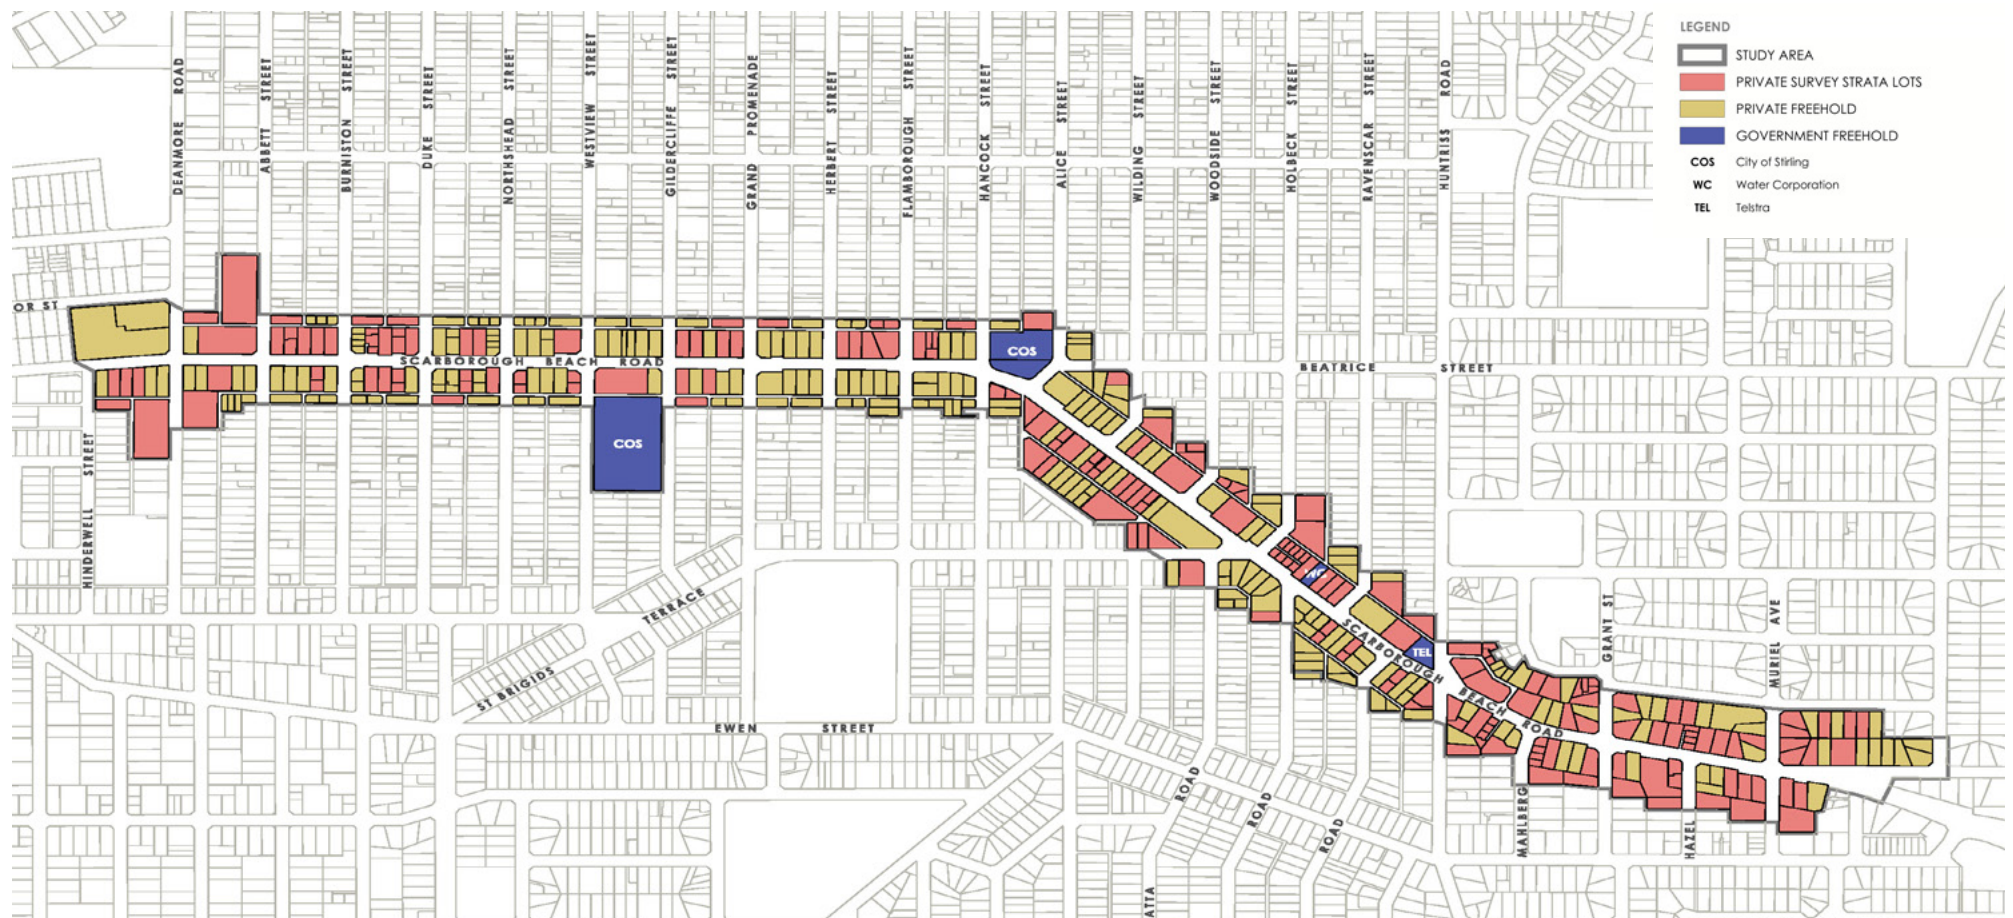 LEGEND
STUDY AREA
PRIVATE SURVEY STRATA LOTS
PRIVATE FREEHOLD
GOVERNMENT FREEHOLD
COS City of Stirling
WC Water Corporation
TEL Telstra
DEANMORE ROAD
ABBETT STREET
BURNISTON STREET
DUKE STREET
NORTHSHEAD STREET
WESTVIEW STREET
GILDERCLIFFE STREET
GRAND PROMENADE
HERBERT STREET
FLAMBOROUGH STREET
HANCOCK STREET
ALICE STREET
WILDING STREET
WOODSIDE STREET
HOLBECK STREET
RAVENSCAR STREET
HUNTRISS ROAD
OR ST
SCARBOROUGH BEACH ROAD
COS
BEATRICE STREET
COS
HINDERWELL STREET
WC
TERRACE
ST BRIGIDS
GRANT ST
MURIEL AVE
SCARBOROUGH BEACH ROAD
TEL
EWEN STREET
ROAD
ROAD
ROAD
MAHLBERG
HAZEL
ATTA